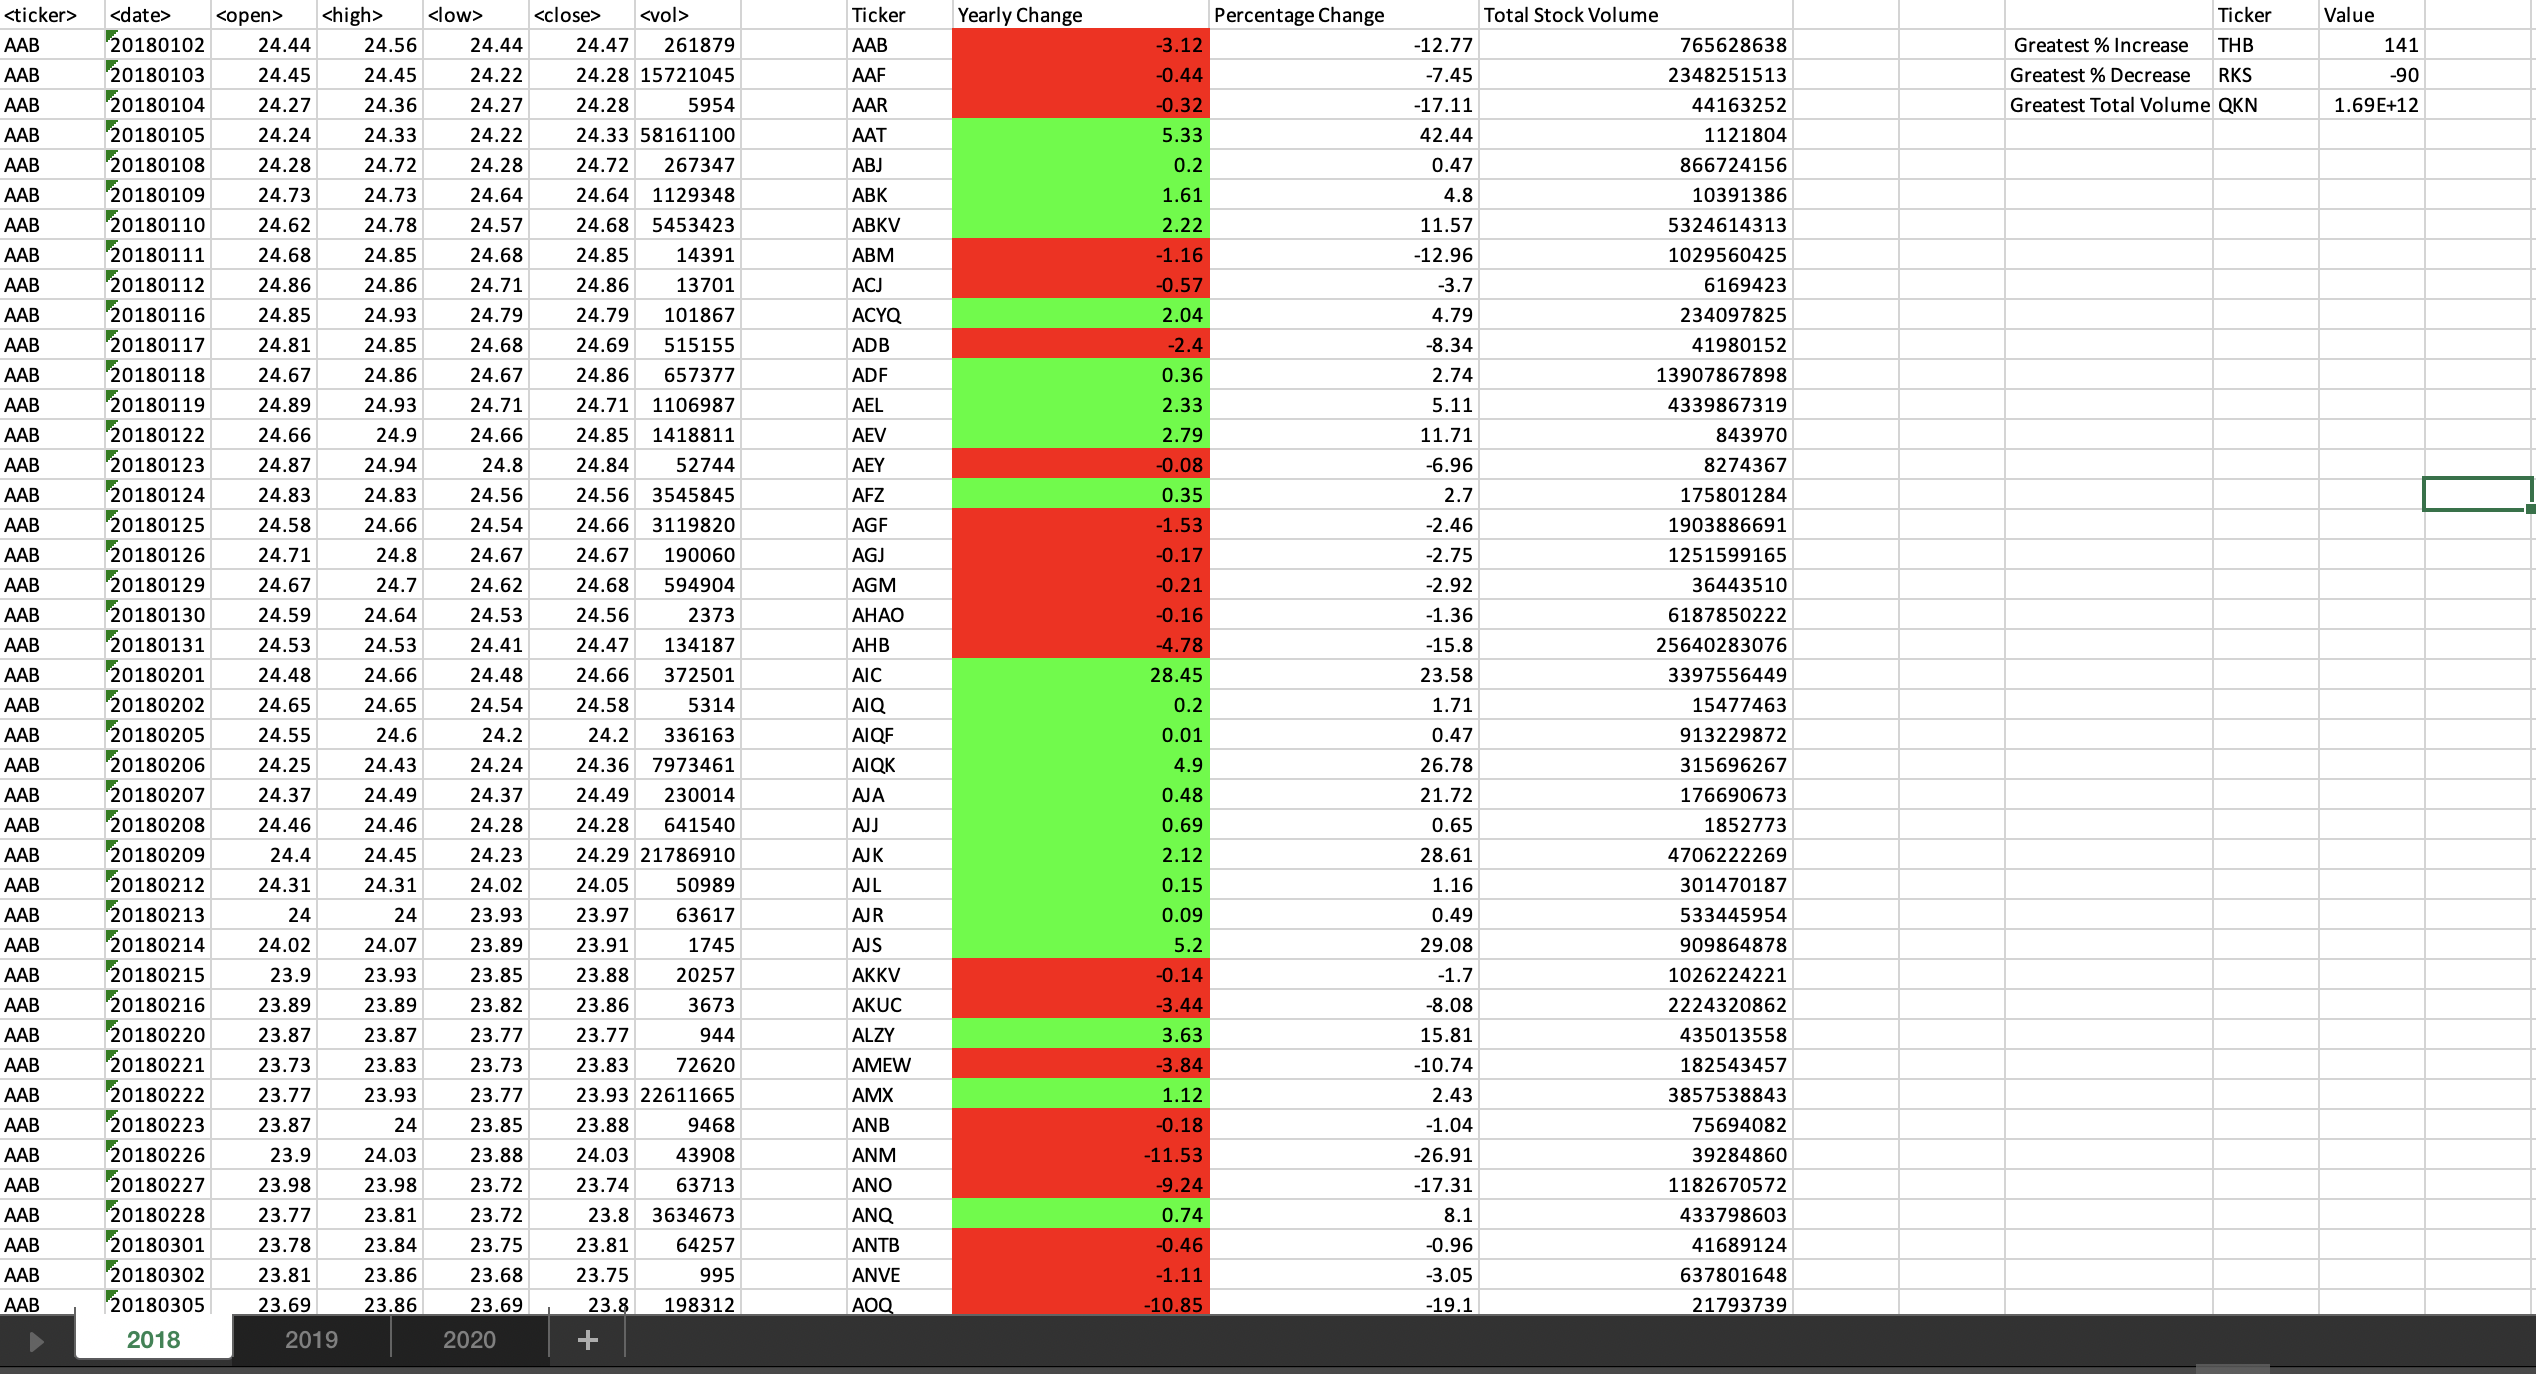 <ticker> <date> <open> <high> <low> <close> <vol> Ticker Yearly Change Percentage Change Total Stock Volume Ticker Value
AAB 20180102 24.44 24.56 24.44 24.47 261879 AAB -3.12 -12.77 765628638 Greatest % Increase THB 141
AAB 20180103 24.45 24.45 24.22 24.28 15721045 AAF -0.44 -7.45 2348251513 Greatest % Decrease RKS -90
AAB 20180104 24.27 24.36 24.27 24.28 5954 AAR -0.32 -17.11 44163252 Greatest Total Volume QKN 1.69E+12
AAB 20180105 24.24 24.33 24.22 24.33 58161100 AAT 5.33 42.44 1121804
AAB 20180108 24.28 24.72 24.28 24.72 267347 ABJ 0.2 0.47 866724156
AAB 20180109 24.73 24.73 24.64 24.64 1129348 ABK 1.61 4.8 10391386
AAB 20180110 24.62 24.78 24.57 24.68 5453423 ABKV 2.22 11.57 5324614313
AAB 20180111 24.68 24.85 24.68 24.85 14391 ABM -1.16 -12.96 1029560425
AAB 20180112 24.86 24.86 24.71 24.86 13701 ACJ -0.57 -3.7 6169423
AAB 20180116 24.85 24.93 24.79 24.79 101867 ACYQ 2.04 4.79 234097825
AAB 20180117 24.81 24.85 24.68 24.69 515155 ADB -2.4 -8.34 41980152
AAB 20180118 24.67 24.86 24.67 24.86 657377 ADF 0.36 2.74 13907867898
AAB 20180119 24.89 24.93 24.71 24.71 1106987 AEL 2.33 5.11 4339867319
AAB 20180122 24.66 24.9 24.66 24.85 1418811 AEV 2.79 11.71 843970
AAB 20180123 24.87 24.94 24.8 24.84 52744 AEY -0.08 -6.96 8274367
AAB 20180124 24.83 24.83 24.56 24.56 3545845 AFZ 0.35 2.7 175801284
AAB 20180125 24.58 24.66 24.54 24.66 3119820 AGF -1.53 -2.46 1903886691
AAB 20180126 24.71 24.8 24.67 24.67 190060 AGJ -0.17 -2.75 1251599165
AAB 20180129 24.67 24.7 24.62 24.68 594904 AGM -0.21 -2.92 36443510
AAB 20180130 24.59 24.64 24.53 24.56 2373 AHAO -0.16 -1.36 6187850222
AAB 20180131 24.53 24.53 24.41 24.47 134187 AHB -4.78 -15.8 25640283076
AAB 20180201 24.48 24.66 24.48 24.66 372501 AIC 28.45 23.58 3397556449
AAB 20180202 24.65 24.65 24.54 24.58 5314 AIQ 0.2 1.71 15477463
AAB 20180205 24.55 24.6 24.2 24.2 336163 AIQF 0.01 0.47 913229872
AAB 20180206 24.25 24.43 24.24 24.36 7973461 AIQK 4.9 26.78 315696267
AAB 20180207 24.37 24.49 24.37 24.49 230014 AJA 0.48 21.72 176690673
AAB 20180208 24.46 24.46 24.28 24.28 641540 AJJ 0.69 0.65 1852773
AAB 20180209 24.4 24.45 24.23 24.29 21786910 AJK 2.12 28.61 4706222269
AAB 20180212 24.31 24.31 24.02 24.05 50989 AJL 0.15 1.16 301470187
AAB 20180213 24 24 23.93 23.97 63617 AJR 0.09 0.49 533445954
AAB 20180214 24.02 24.07 23.89 23.91 1745 AJS 5.2 29.08 909864878
AAB 20180215 23.9 23.93 23.85 23.88 20257 AKKV -0.14 -1.7 1026224221
AAB 20180216 23.89 23.89 23.82 23.86 3673 AKUC -3.44 -8.08 2224320862
AAB 20180220 23.87 23.87 23.77 23.77 944 ALZY 3.63 15.81 435013558
AAB 20180221 23.73 23.83 23.73 23.83 72620 AMEW -3.84 -10.74 182543457
AAB 20180222 23.77 23.93 23.77 23.93 22611665 AMX 1.12 2.43 3857538843
AAB 20180223 23.87 24 23.85 23.88 9468 ANB -0.18 -1.04 75694082
AAB 20180226 23.9 24.03 23.88 24.03 43908 ANM -11.53 -26.91 39284860
AAB 20180227 23.98 23.98 23.72 23.74 63713 ANO -9.24 -17.31 1182670572
AAB 20180228 23.77 23.81 23.72 23.8 3634673 ANQ 0.74 8.1 433798603
AAB 20180301 23.78 23.84 23.75 23.81 64257 ANTB -0.46 -0.96 41689124
AAB 20180302 23.81 23.86 23.68 23.75 995 ANVE -1.11 -3.05 637801648
AAB 20180305 23.69 23.86 23.69 23.8 198312 AOQ -10.85 -19.1 21793739
2018 2019 2020 +